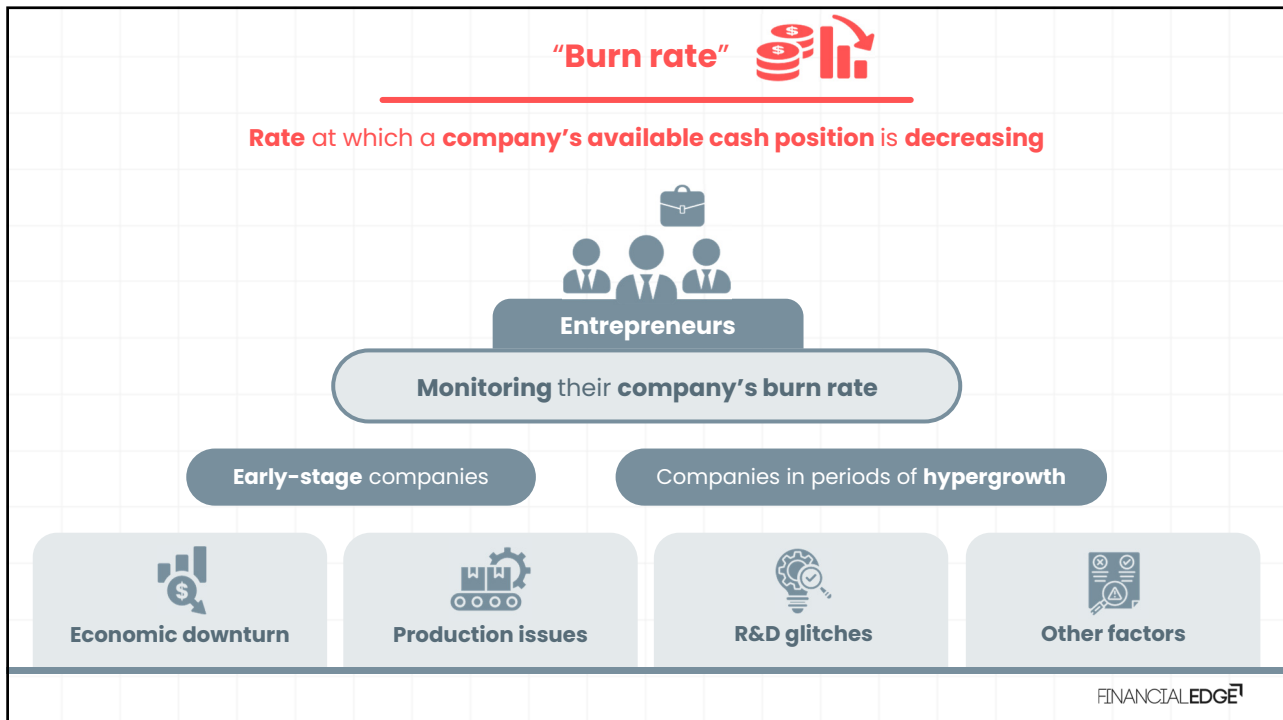 “Burn rate”
Rate at which a company’s available cash position is decreasing
Entrepreneurs
Monitoring their company’s burn rate
Early-stage companies
Companies in periods of hypergrowth
Economic downturn
Production issues
R&D glitches
Other factors
FINANCIALEDGE